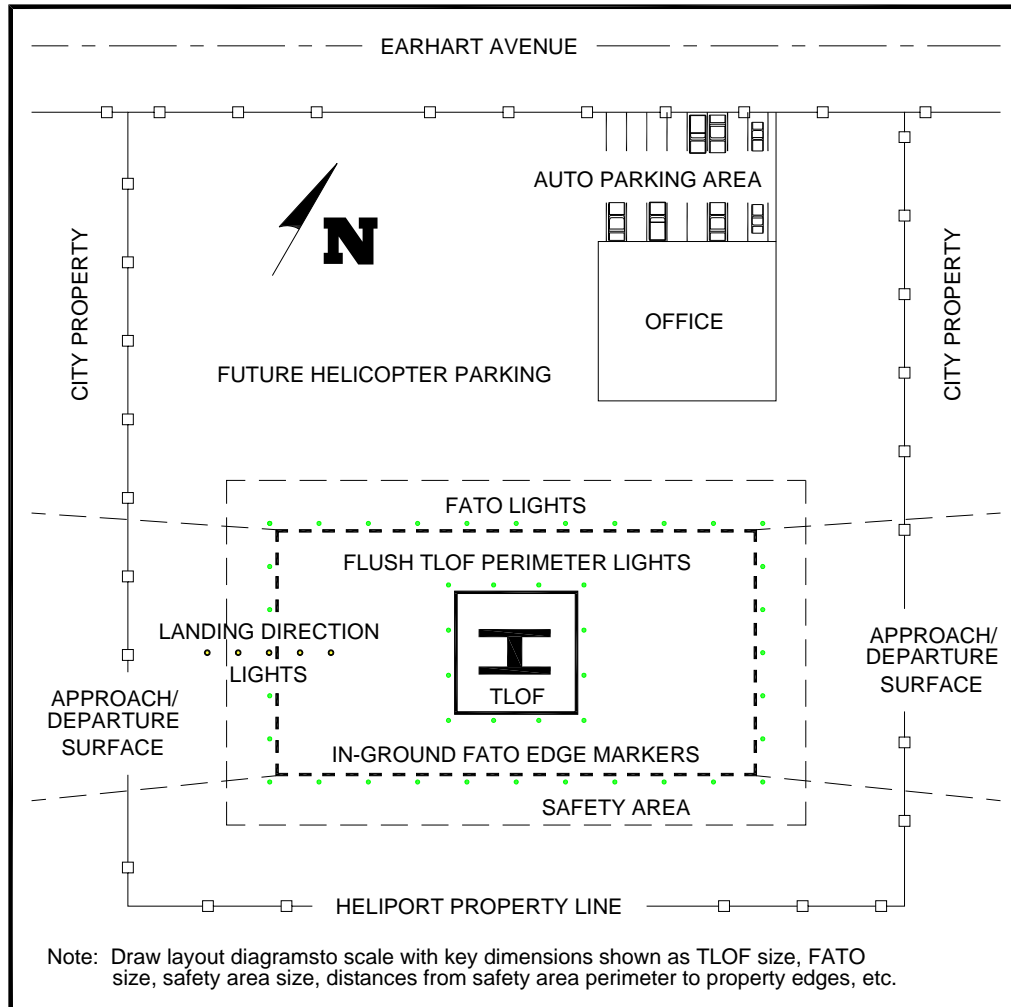 EARHART AVENUE
AUTO PARKING AREA
N
CITY PROPERTY
OFFICE
CITY PROPERTY
FUTURE HELICOPTER PARKING
FATO LIGHTS
FLUSH TLOF PERIMETER LIGHTS
LANDING DIRECTION
LIGHTS
H
TLOF
APPROACH/
DEPARTURE
SURFACE
APPROACH/
DEPARTURE
SURFACE
IN-GROUND FATO EDGE MARKERS
SAFETY AREA
HELIPORT PROPERTY LINE
Note: Draw layout diagramsto scale with key dimensions shown as TLOF size, FATO
size, safety area size, distances from safety area perimeter to property edges, etc.